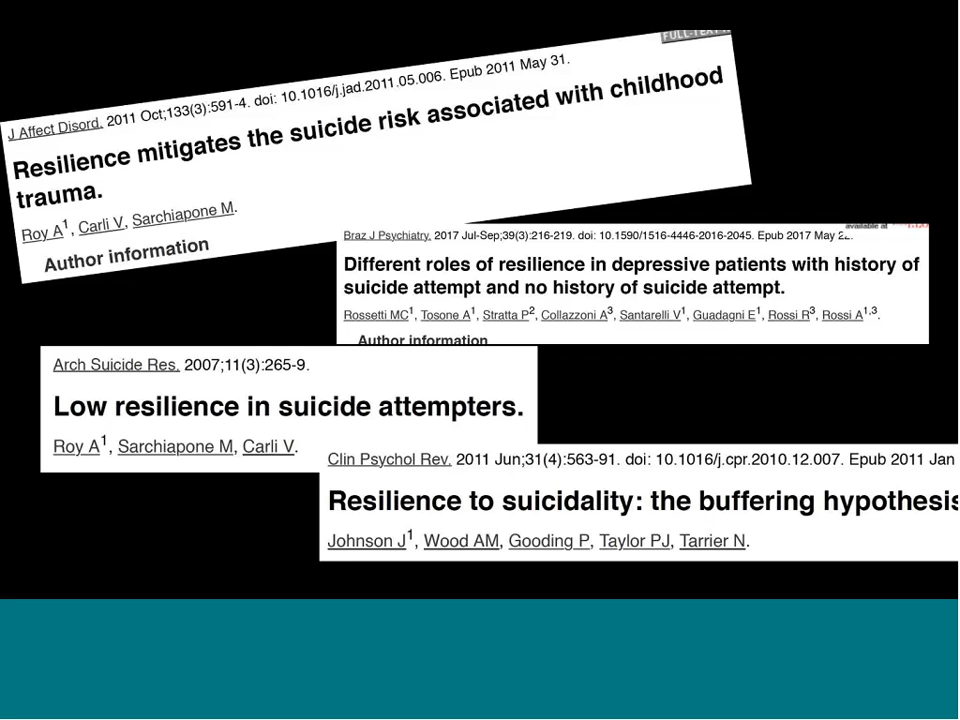 FULL-TEXT
J Affect Disord. 2011 Oct;133(3):591-4. doi: 10.1016/j.jad.2011.05.006. Epub 2011 May 31.
Resilience mitigates the suicide risk associated with childhood
trauma.
Roy A1, Carli V, Sarchiapone M.
Author information
available at
Braz J Psychiatry. 2017 Jul-Sep;39(3):216-219. doi: 10.1590/1516-4446-2016-2045. Epub 2017 May
Different roles of resilience in depressive patients with history of
suicide attempt and no history of suicide attempt.
Rossetti MC1, Tosone A1, Stratta P2, Collazzoni A3, Santarelli V1, Guadagni E1, Rossi R3, Rossi A1,3.
Author information
Arch Suicide Res. 2007;11(3):265-9.
Low resilience in suicide attempters.
Roy A1, Sarchiapone M, Carli V.
Clin Psychol Rev. 2011 Jun;31(4):563-91. doi: 10.1016/j.cpr.2010.12.007. Epub 2011 Jan
Resilience to suicidality: the buffering hypothesis
Johnson J1, Wood AM, Gooding P, Taylor PJ, Tarrier N.